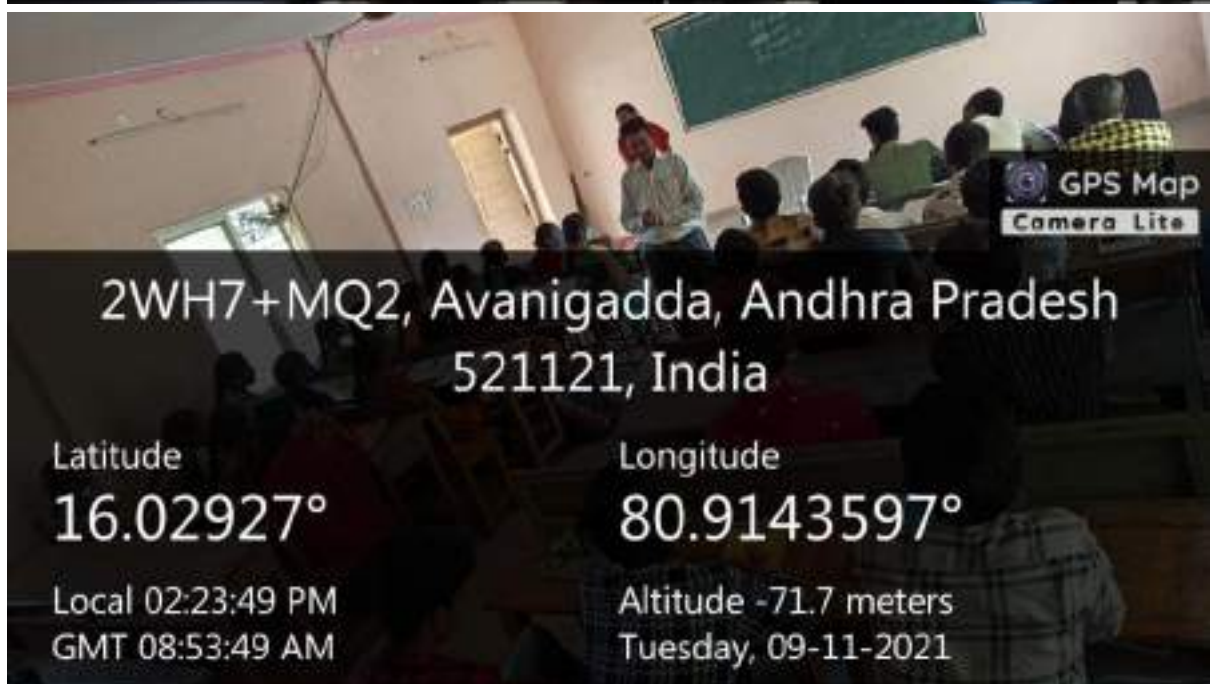 GPS Map
Camera Lite
2WH7+MQ2, Avanigadda, Andhra Pradesh
521121, India
Latitude
16.02927°
Longitude
80.9143597°
Local 02:23:49 PM
GMT 08:53:49 AM
Altitude -71.7 meters
Tuesday, 09-11-2021